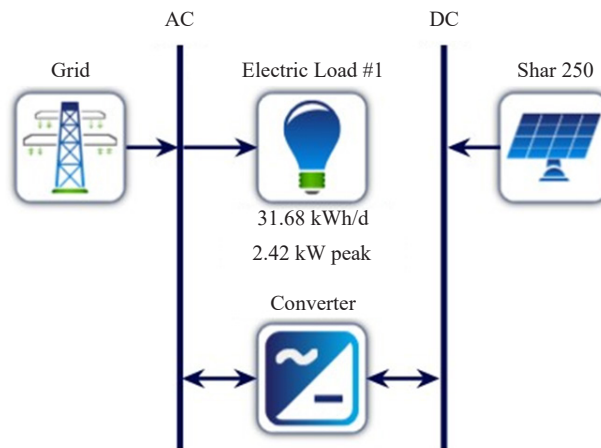 AC
DC
Grid
Electric Load #1
Shar 250
31.68 kWh/d
2.42 kW peak
Converter